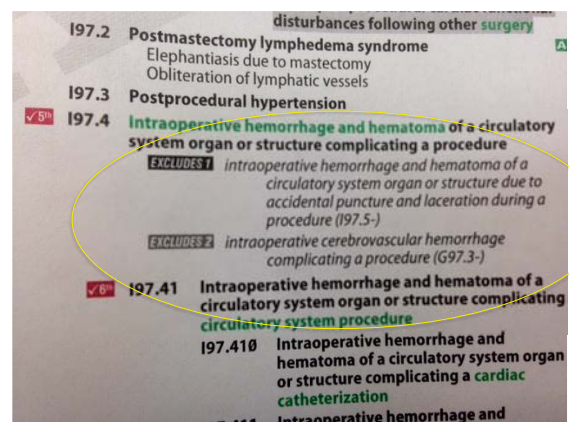 disturbances following other surgery
I97.2 Postmastectomy lymphedema syndrome
A
Elephantiasis due to mastectomy
Obliteration of lymphatic vessels
I97.3 Postprocedural hypertension
✓5th I97.4 Intraoperative hemorrhage and hematoma of a circulatory
system organ or structure complicating a procedure
EXCLUDES 1 intraoperative hemorrhage and hematoma of a
circulatory system organ or structure due to
accidental puncture and laceration during a
procedure (I97.5-)
EXCLUDES 2 intraoperative cerebrovascular hemorrhage
complicating a procedure (G97.3-)
✓6th I97.41 Intraoperative hemorrhage and hematoma of a
circulatory system organ or structure complicating
circulatory system procedure
I97.410 Intraoperative hemorrhage and
hematoma of a circulatory system organ
or structure complicating a cardiac
catheterization
Intraoperative hemorrhage and